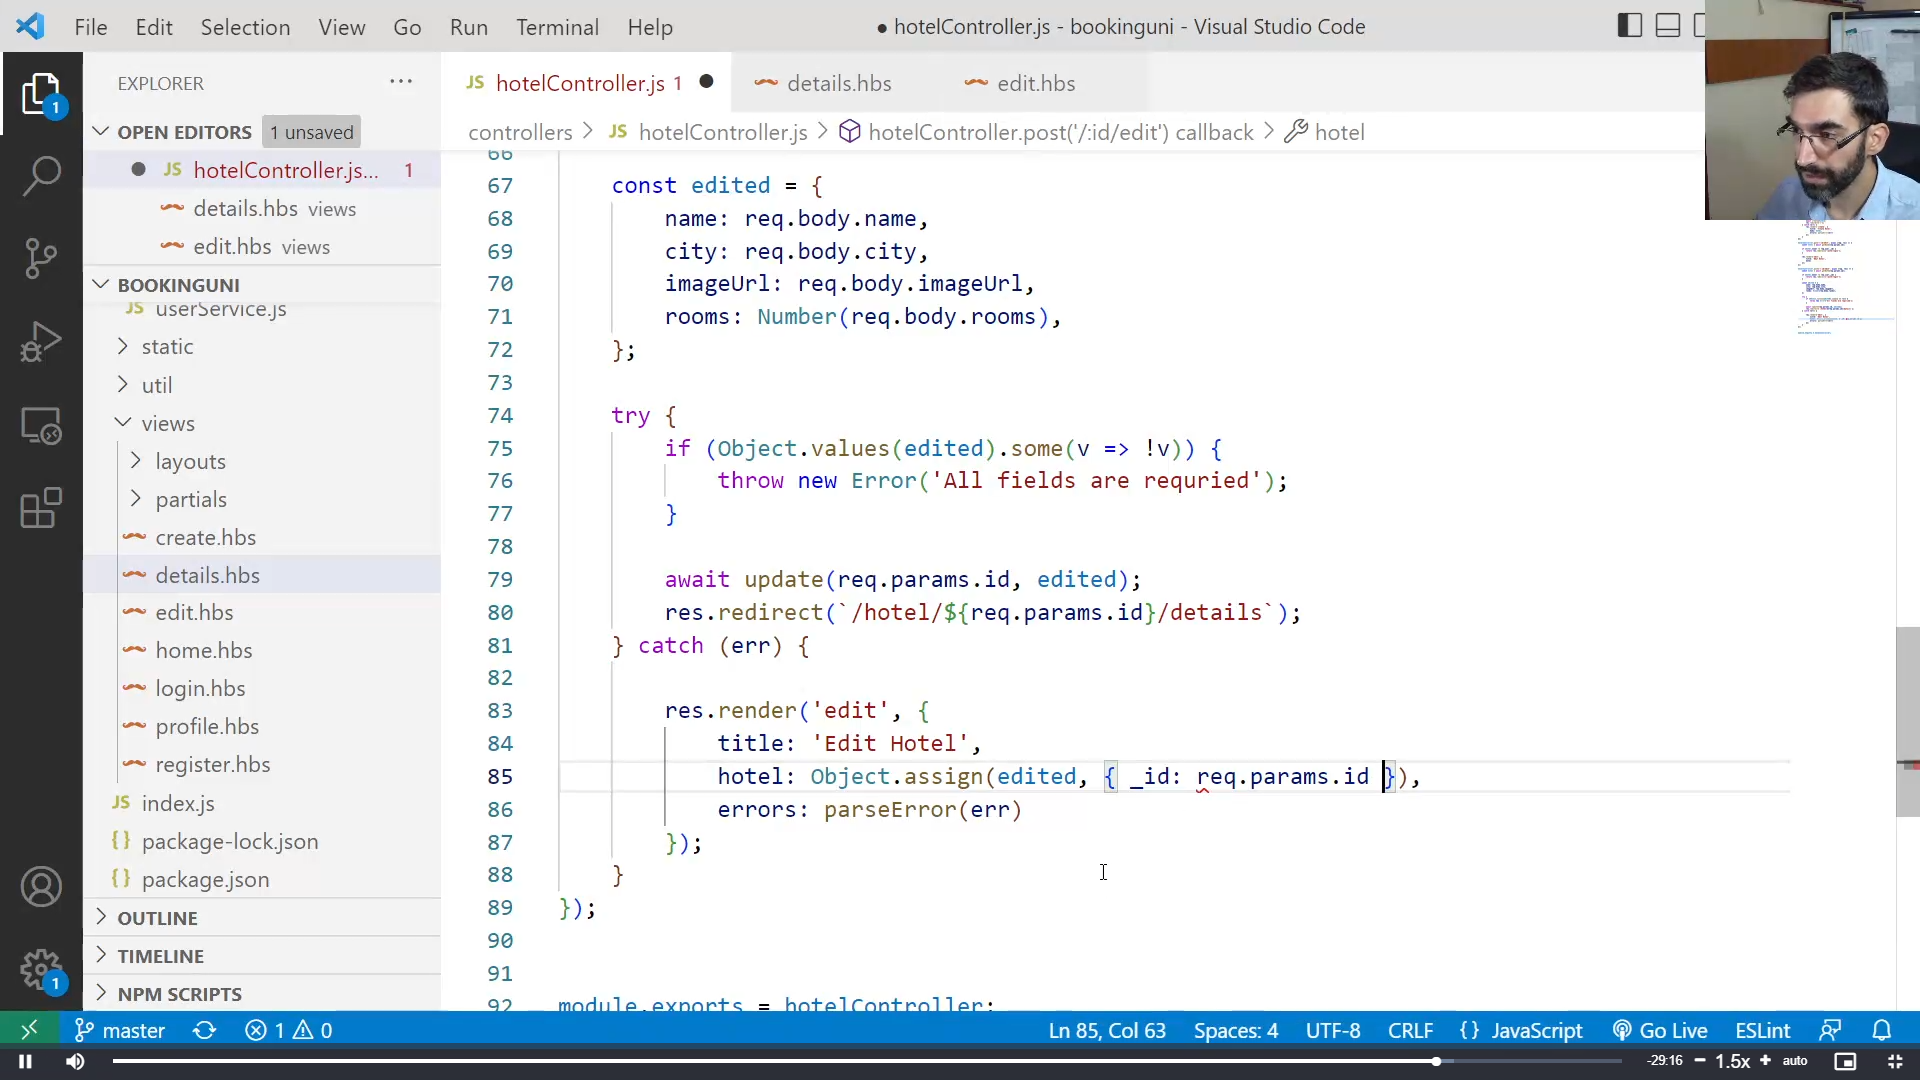 File Edit Selection View Go Run Terminal Help
● hotelController.js - bookinguni - Visual Studio Code
EXPLORER
OPEN EDITORS 1 unsaved
JS hotelController.js... 1
details.hbs views
edit.hbs views
BOOKINGUNI
JS userService.js
static
util
views
layouts
partials
create.hbs
details.hbs
edit.hbs
home.hbs
login.hbs
profile.hbs
register.hbs
JS index.js
{} package-lock.json
{} package.json
OUTLINE
TIMELINE
NPM SCRIPTS
1
1
JS hotelController.js 1 ● details.hbs edit.hbs
controllers > JS hotelController.js > hotelController.post('/:id/edit') callback > hotel
66
67 const edited = {
68 name: req.body.name,
69 city: req.body.city,
70 imageUrl: req.body.imageUrl,
71 rooms: Number(req.body.rooms),
72 };
73
74 try {
75 if (Object.values(edited).some(v => !v)) {
76 throw new Error('All fields are requried');
77 }
78
79 await update(req.params.id, edited);
80 res.redirect(`/hotel/${req.params.id}/details`);
81 } catch (err) {
82
83 res.render('edit', {
84 title: 'Edit Hotel',
85 hotel: Object.assign(edited, { _id: req.params.id }),
86 errors: parseError(err)
87 });
88 }
89 });
90
91
92 module.exports = hotelController;
master 1 0 Ln 85, Col 63 Spaces: 4 UTF-8 CRLF {} JavaScript Go Live ESLint
-29:16 − 1.5x + auto